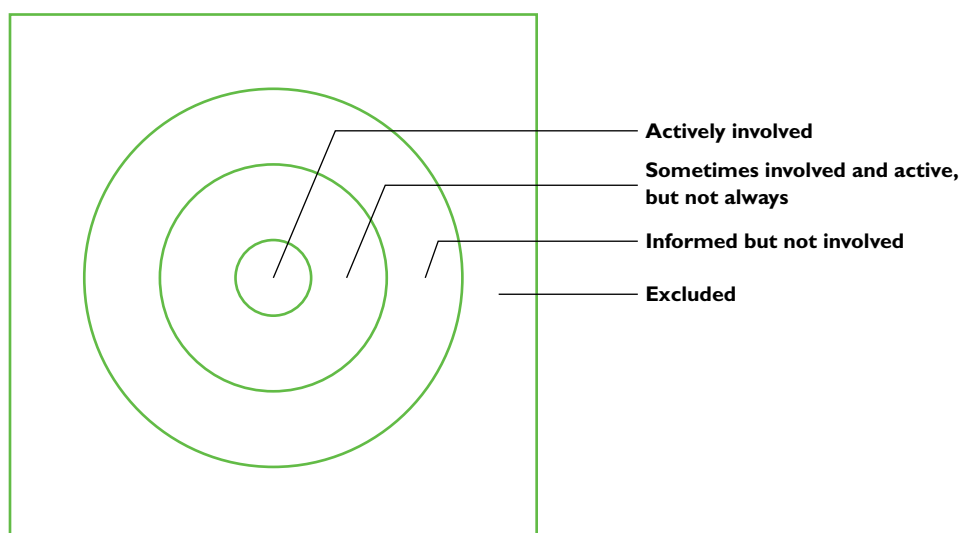 Actively involved
Sometimes involved and active,
but not always
Informed but not involved
Excluded